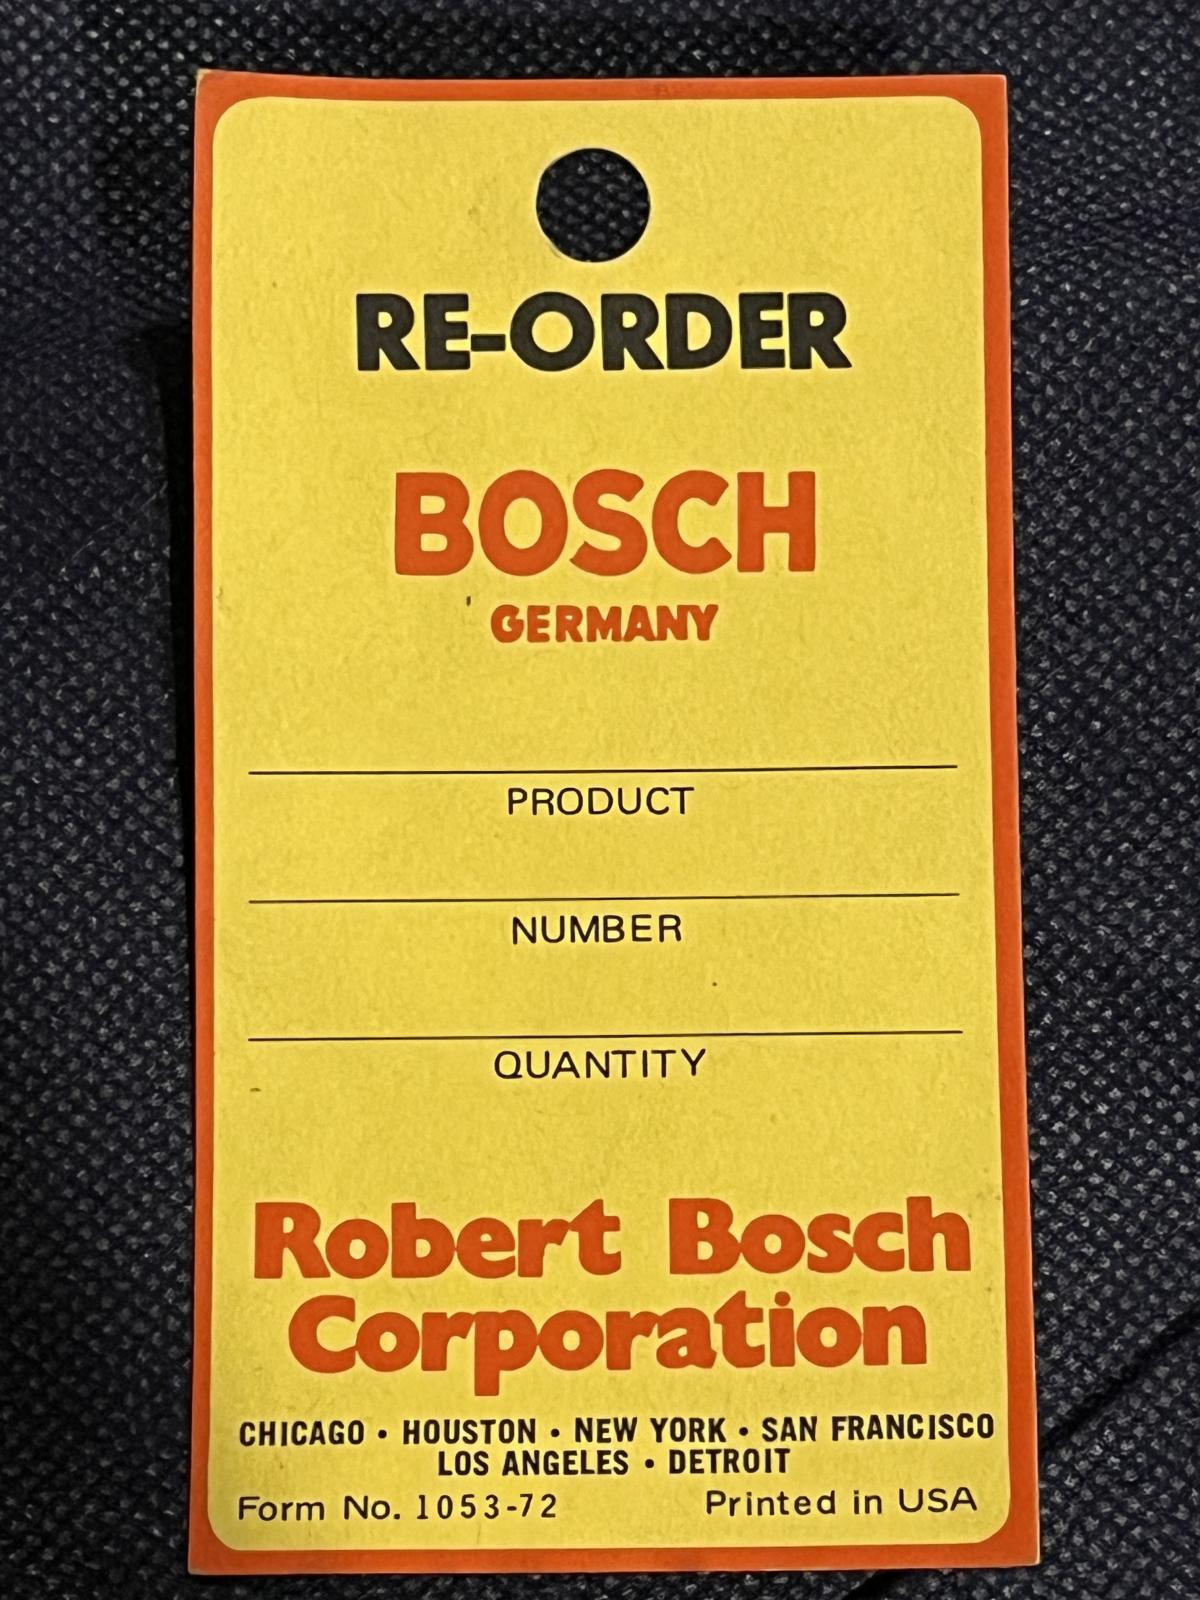 RE-ORDER
BOSCH
GERMANY
PRODUCT
NUMBER
QUANTITY
Robert Bosch
Corporation
CHICAGO • HOUSTON • NEW YORK • SAN FRANCISCO
LOS ANGELES • DETROIT
Form No. 1053-72 Printed in USA